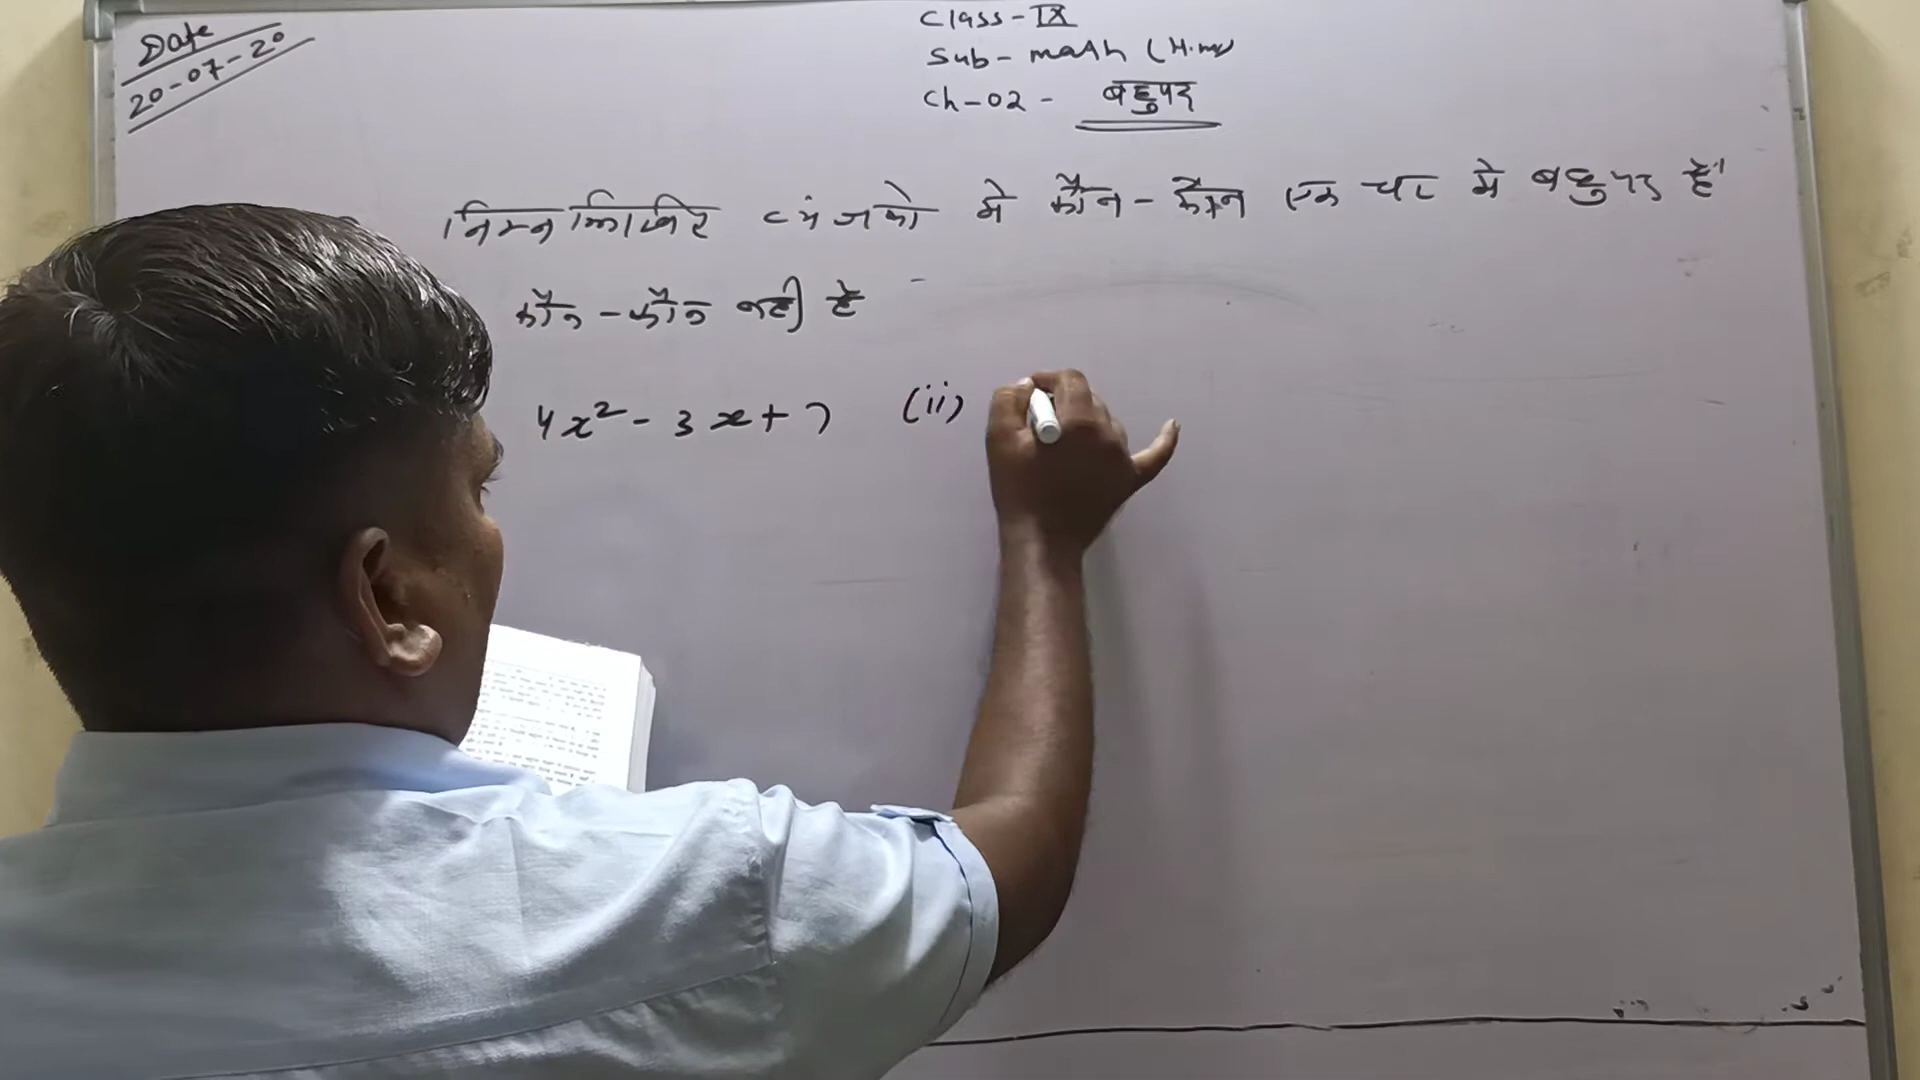 Date
20-07-20
Class-IX
Sub-math (Hin
Ch-02 - बहुपद
निम्नलिखित व्यंजको मे कौन-कौन एक चर मे बहुपद है
कौन-कौन नही है
4x² - 3x + 7 (ii)